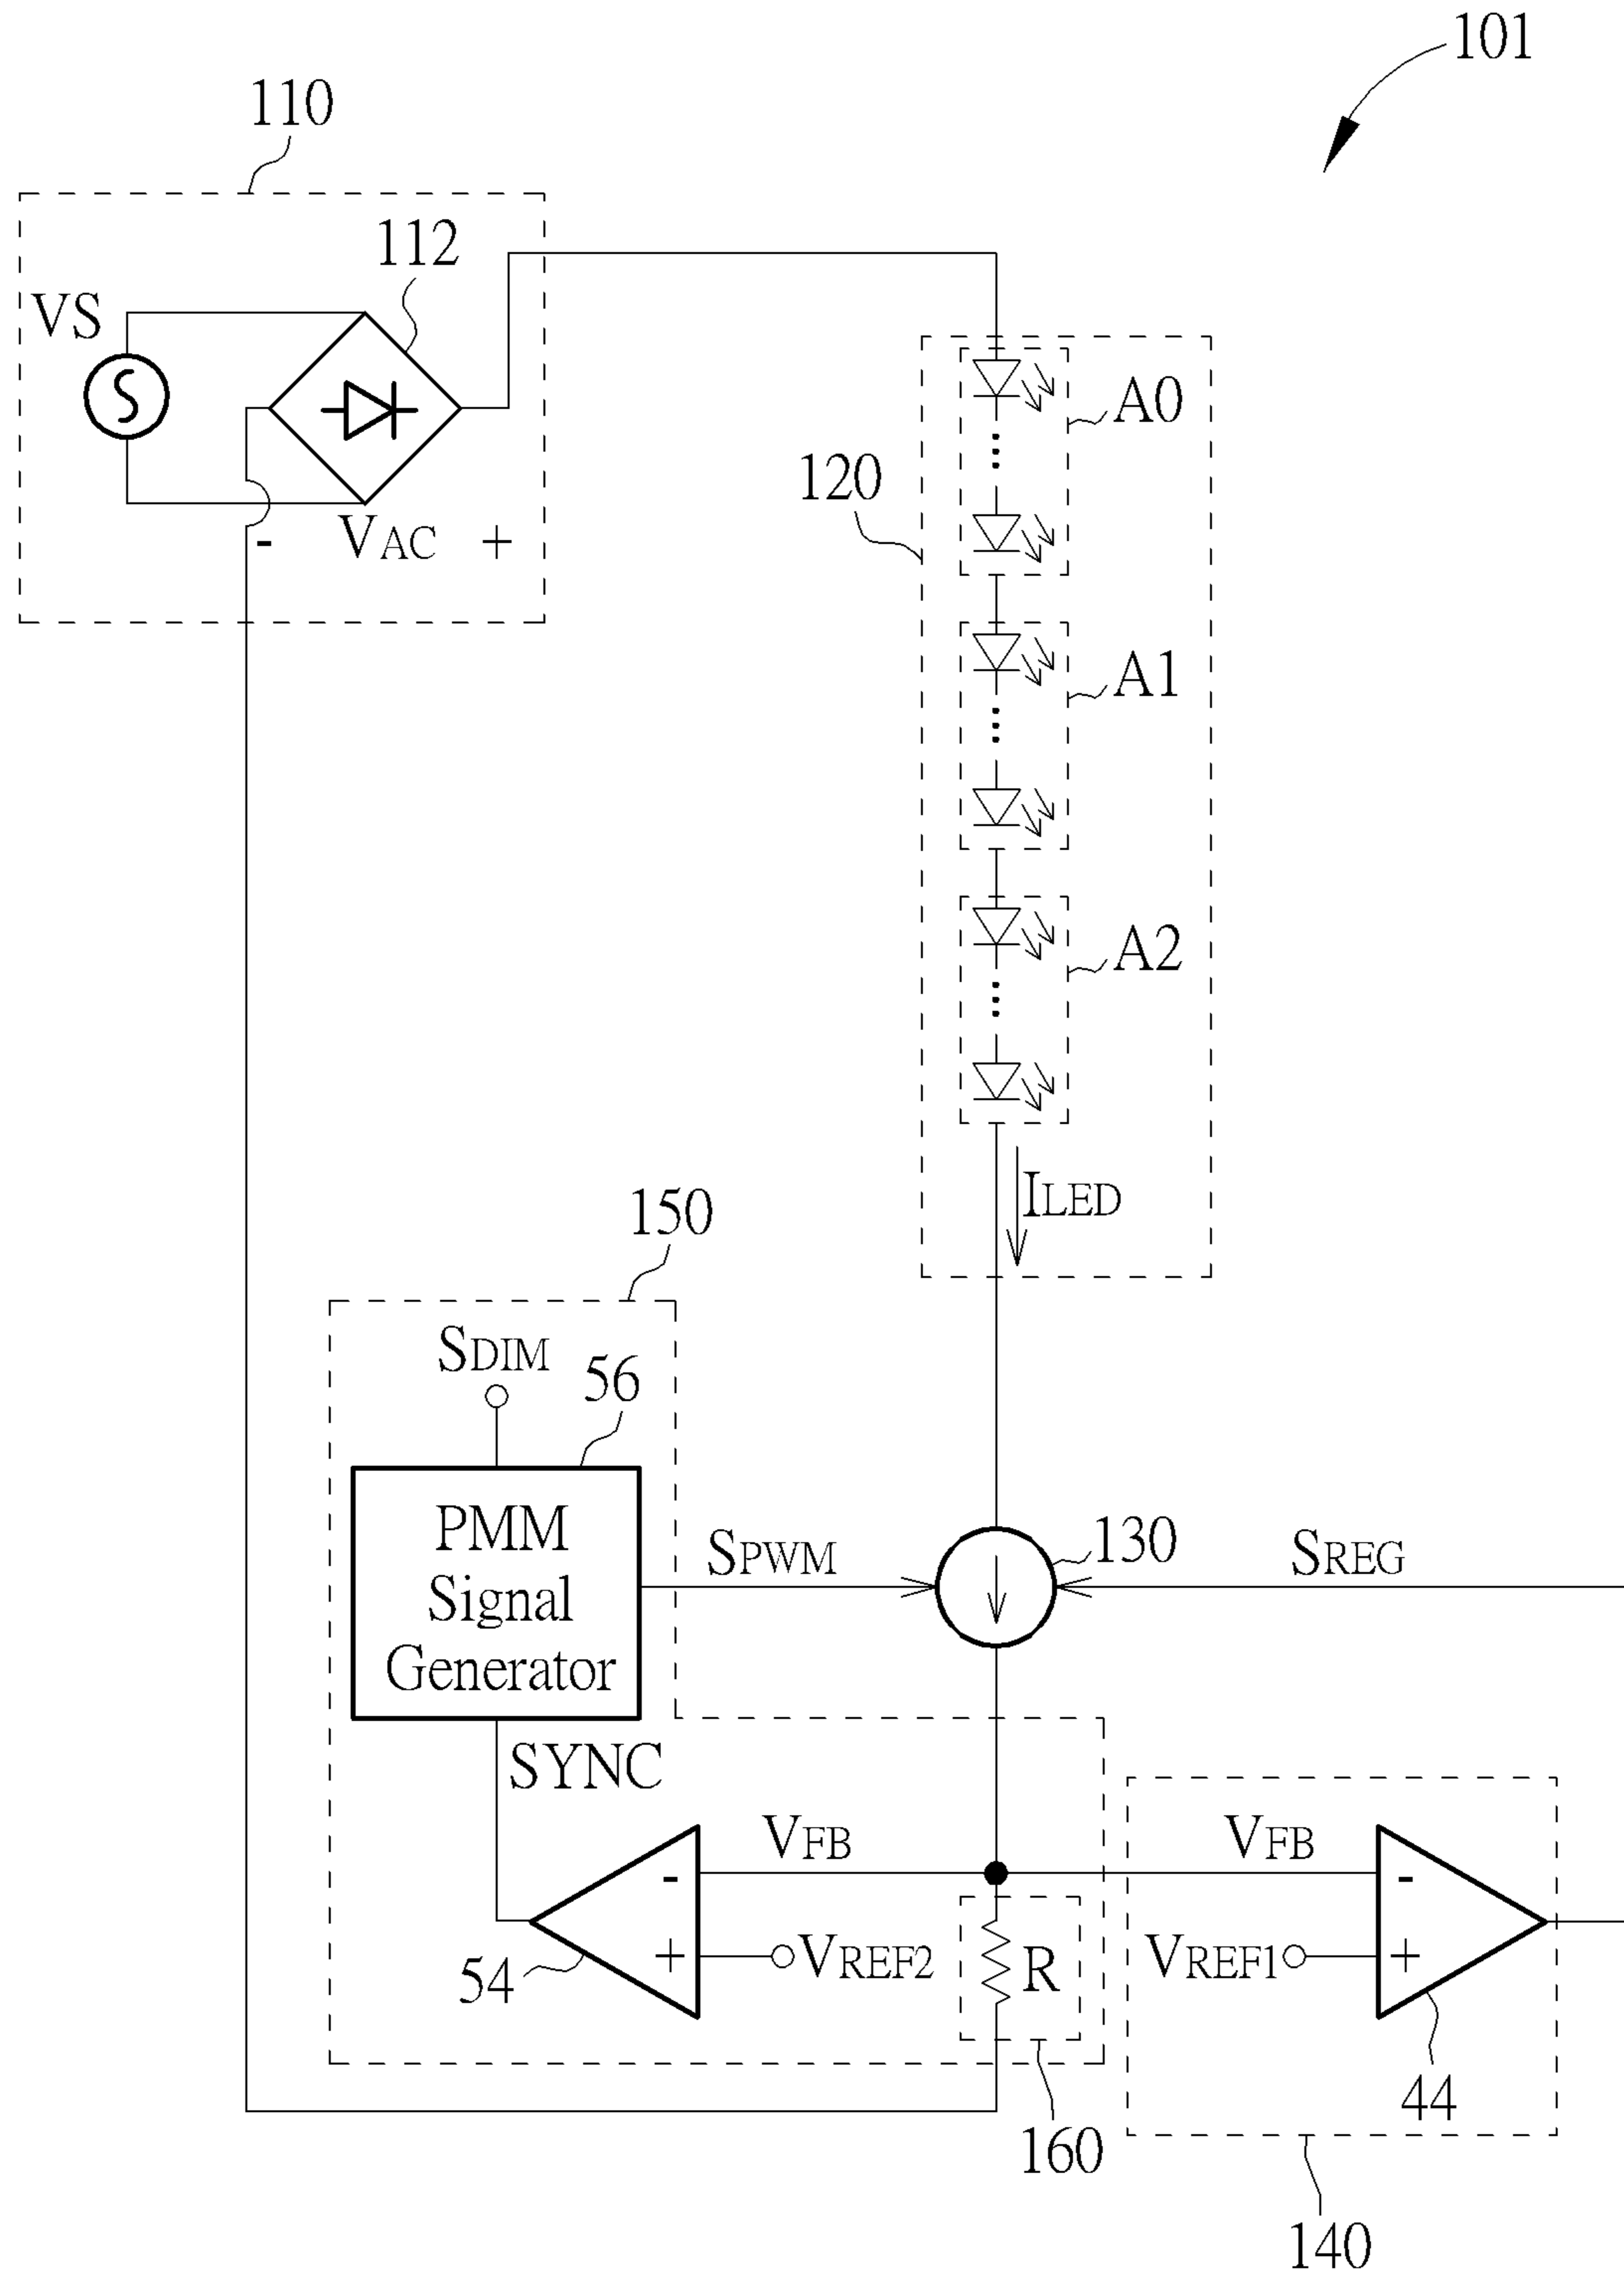 101
110
112
VS
- VAC +
120
A0
A1
A2
ILED
150
SDIM
56
PMM
Signal
Generator
SPWM
130
SREG
SYNC
VFB
VFB
-
-
+
VREF2
R
VREF1
+
54
44
160
140